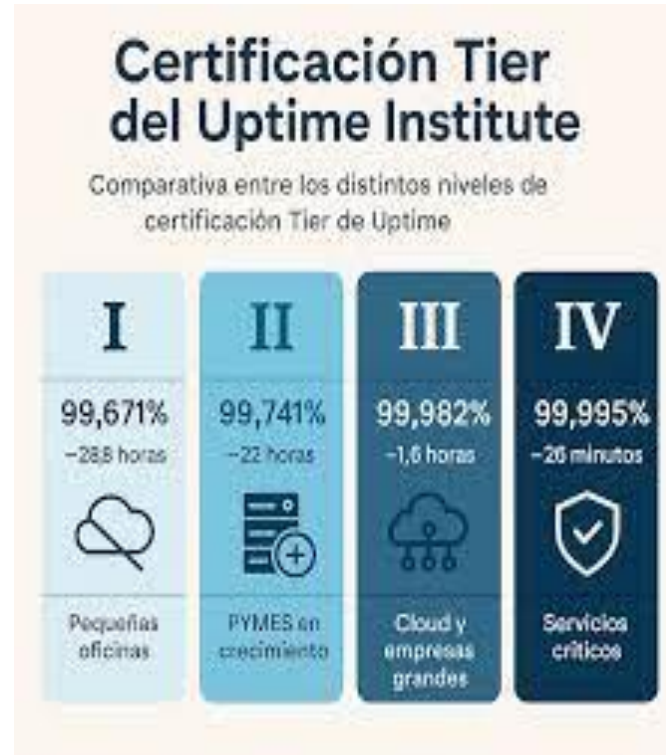 Certificación Tier
del Uptime Institute
Comparativa entre los distintos niveles de
certificación Tier de Uptime
I
99,671%
~28,8 horas
Pequeñas
oficinas
II
99,741%
~22 horas
PYMES en
crecimiento
III
99,982%
~1,6 horas
Cloud y
empresas
grandes
IV
99,995%
~26 minutos
Servicios
críticos